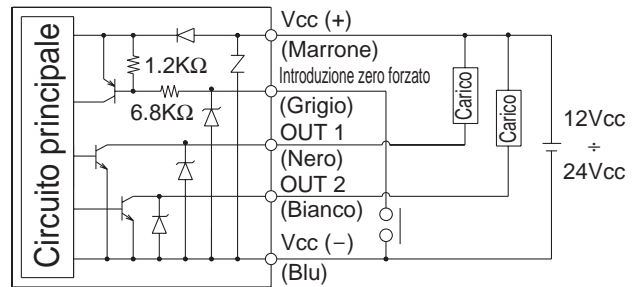 Circuito principale
1.2KΩ
6.8KΩ
Vcc (+)
(Marrone)
Introduzione zero forzato
(Grigio)
OUT 1
(Nero)
OUT 2
(Bianco)
Vcc (−)
(Blu)
Carico
Carico
12Vcc
÷
24Vcc